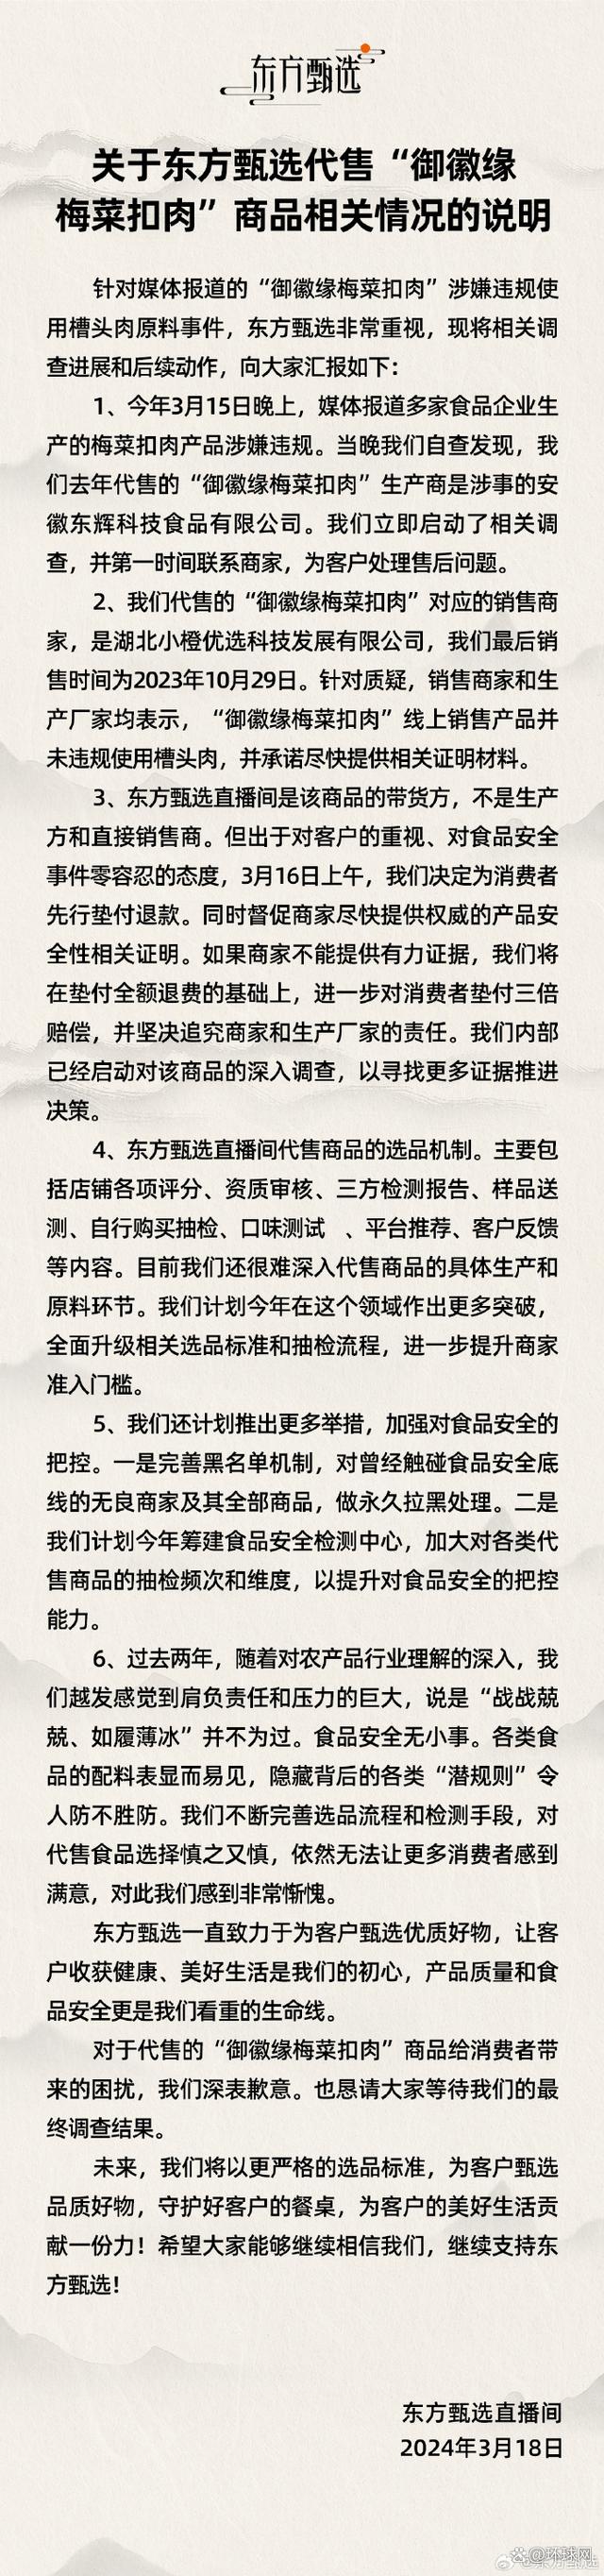 东方甄选
关于东方甄选代售“御徽缘
梅菜扣肉”商品相关情况的说明
针对媒体报道的“御徽缘梅菜扣肉”涉嫌违规使
用槽头肉原料事件，东方甄选非常重视，现将相关调
查进展和后续动作，向大家汇报如下：
1、今年3月15日晚上，媒体报道多家食品企业生
产的梅菜扣肉产品涉嫌违规。当晚我们自查发现，我
们去年代售的“御徽缘梅菜扣肉”生产商是涉事的安
徽东辉科技食品有限公司。我们立即启动了相关调
查，并第一时间联系商家，为客户处理售后问题。
2、我们代售的“御徽缘梅菜扣肉”对应的销售商
家，是湖北小橙优选科技发展有限公司，我们最后销
售时间为2023年10月29日。针对质疑，销售商家和生
产厂家均表示，“御徽缘梅菜扣肉”线上销售产品并
未违规使用槽头肉，并承诺尽快提供相关证明材料。
3、东方甄选直播间是该商品的带货方，不是生产
方和直接销售商。但出于对客户的重视、对食品安全
事件零容忍的态度，3月16日上午，我们决定为消费者
先行垫付退款。同时督促商家尽快提供权威的产品安
全性相关证明。如果商家不能提供有力证据，我们将
在垫付全额退费的基础上，进一步对消费者垫付三倍
赔偿，并坚决追究商家和生产厂家的责任。我们内部
已经启动对该商品的深入调查，以寻找更多证据推进
决策。
4、东方甄选直播间代售商品的选品机制。主要包
括店铺各项评分、资质审核、三方检测报告、样品送
测、自行购买抽检、口味测试 、平台推荐、客户反馈
等内容。目前我们还很难深入代售商品的具体生产和
原料环节。我们计划今年在这个领域作出更多突破，
全面升级相关选品标准和抽检流程，进一步提升商家
准入门槛。
5、我们还计划推出更多举措，加强对食品安全的
把控。一是完善黑名单机制，对曾经触碰食品安全底
线的无良商家及其全部商品，做永久拉黑处理。二是
我们计划今年筹建食品安全检测中心，加大对各类代
售商品的抽检频次和维度，以提升对食品安全的把控
能力。
6、过去两年，随着对农产品行业理解的深入，我
们越发感觉到肩负责任和压力的巨大，说是“战战兢
兢、如履薄冰”并不为过。食品安全无小事。各类食
品的配料表显而易见，隐藏背后的各类“潜规则”令
人防不胜防。我们不断完善选品流程和检测手段，对
代售食品选择慎之又慎，依然无法让更多消费者感到
满意，对此我们感到非常惭愧。
东方甄选一直致力于为客户甄选优质好物，让客
户收获健康、美好生活是我们的初心，产品质量和食
品安全更是我们看重的生命线。
对于代售的“御徽缘梅菜扣肉”商品给消费者带
来的困扰，我们深表歉意。也恳请大家等待我们的最
终调查结果。
未来，我们将以更严格的选品标准，为客户甄选
品质好物，守护好客户的餐桌，为客户的美好生活贡
献一份力！希望大家能够继续相信我们，继续支持东
方甄选！
东方甄选直播间
2024年3月18日
@环球网